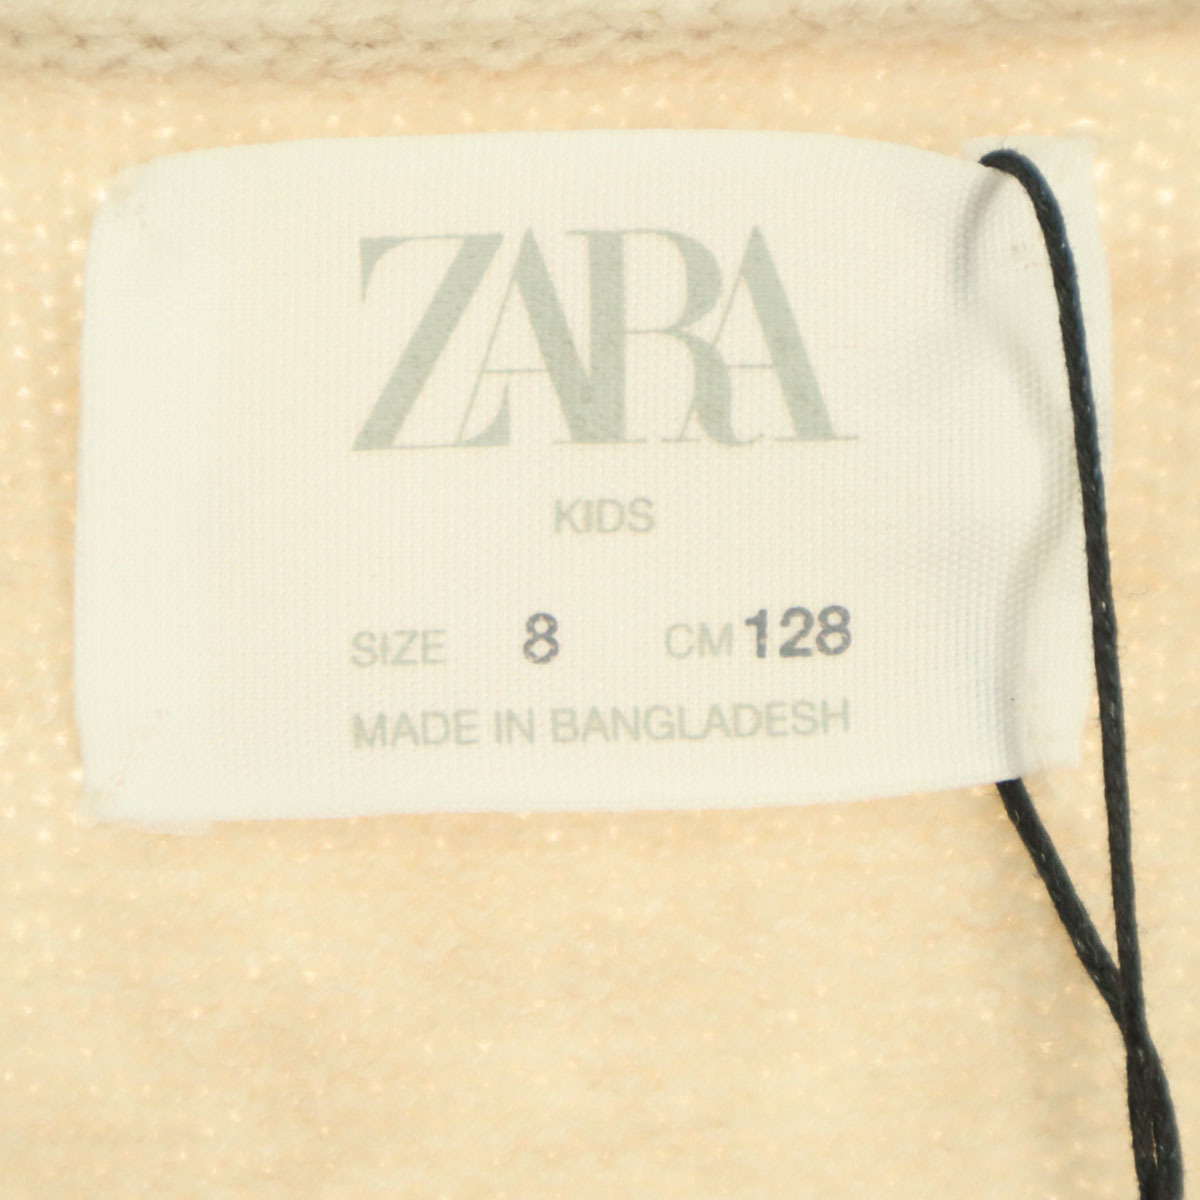 ZARA
KIDS
SIZE 8 CM 128
MADE IN BANGLADESH